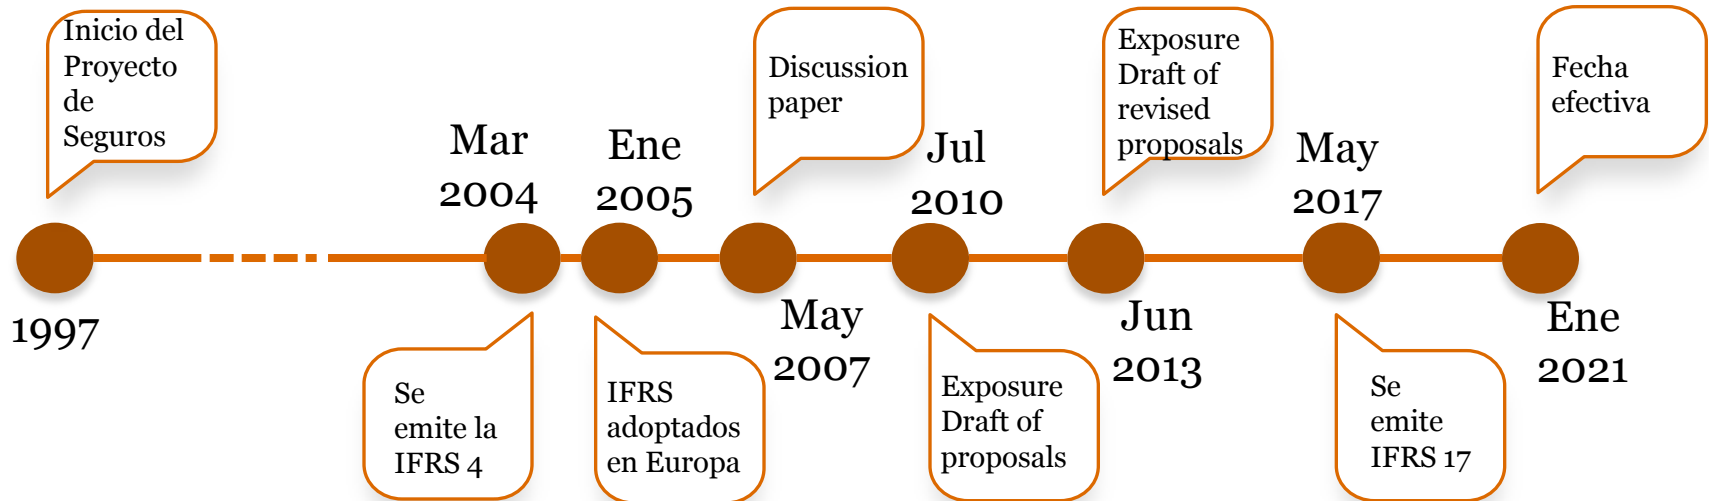 Inicio del
Proyecto
de
Seguros
1997
Mar
2004
Se
emite la
IFRS 4
Ene
2005
IFRS
adoptados
en Europa
Discussion
paper
May
2007
Jul
2010
Exposure
Draft of
proposals
Exposure
Draft of
revised
proposals
Jun
2013
May
2017
Se
emite
IFRS 17
Fecha
efectiva
Ene
2021